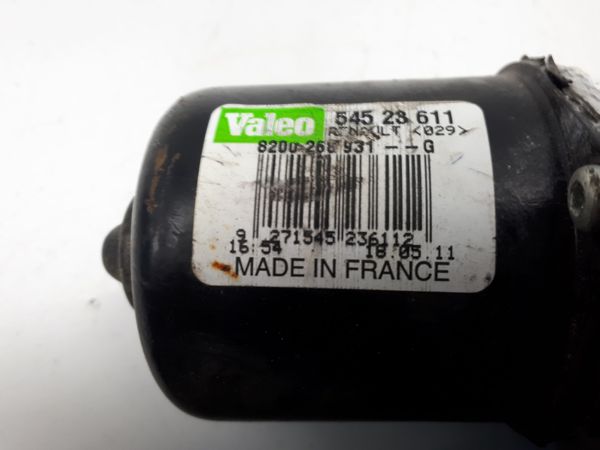 Valeo 545 23 611
RENAULT <029>
8200 268 931 -- G
9 271545 236112
16:54 18.05 11
MADE IN FRANCE